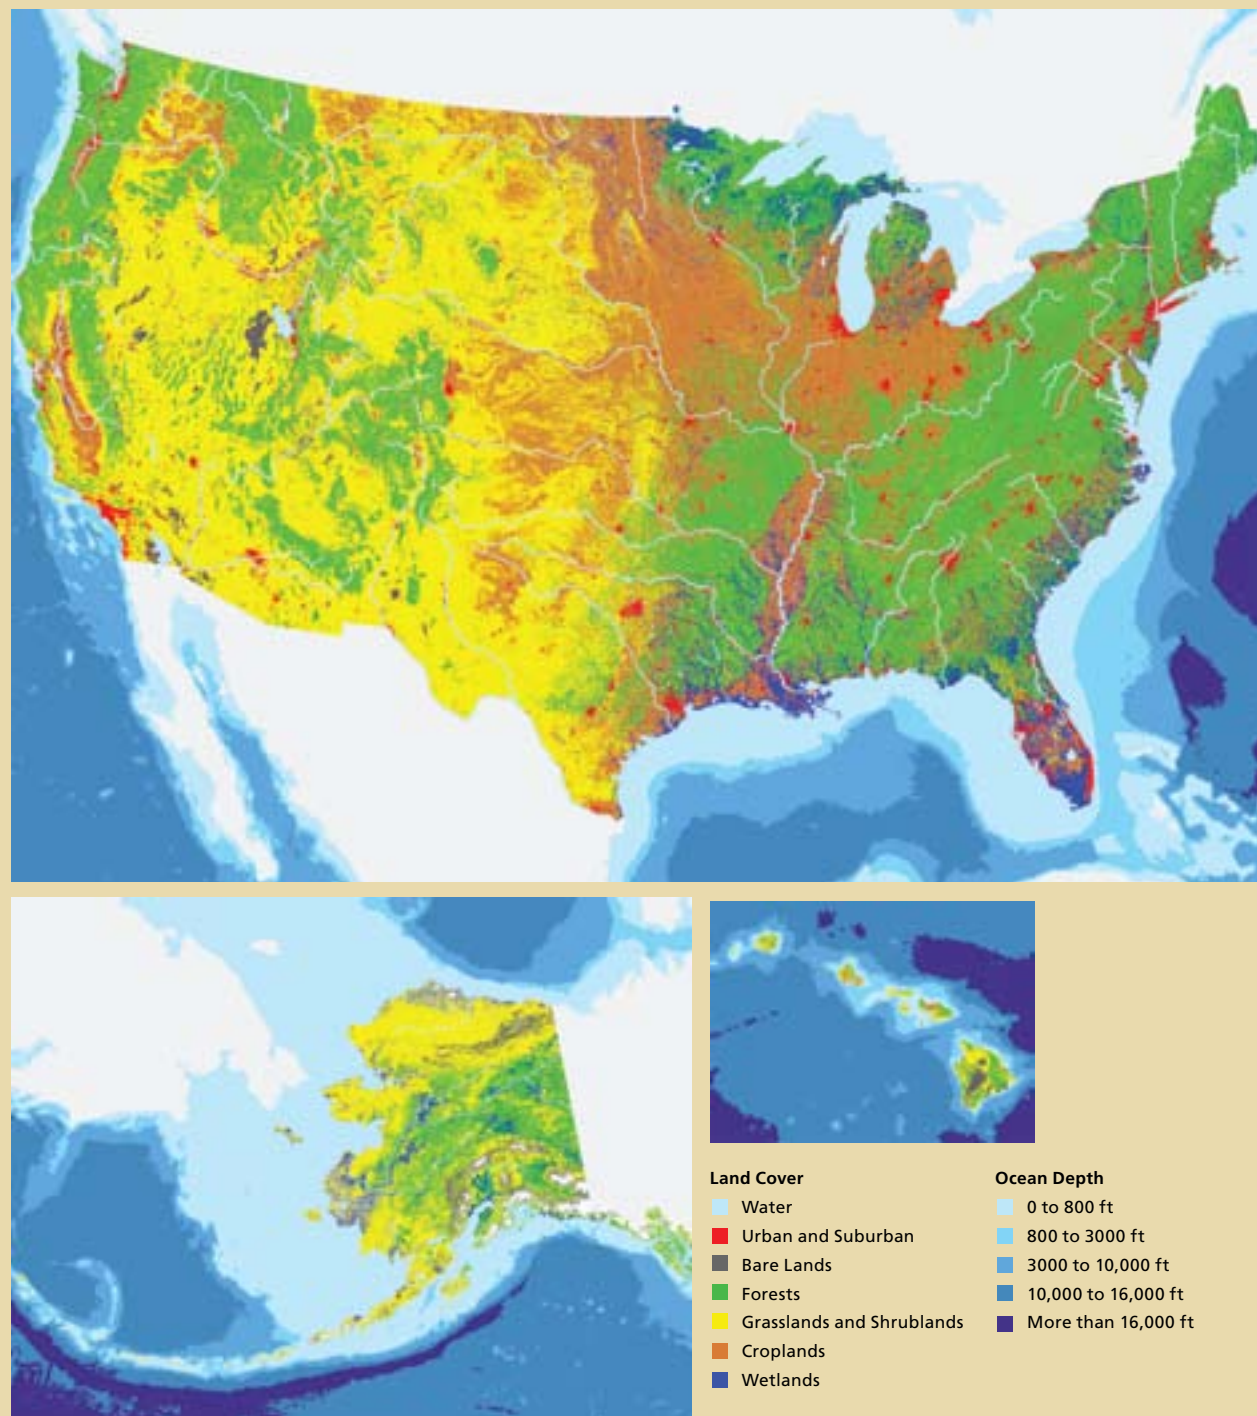 Land Cover
Water
Urban and Suburban
Bare Lands
Forests
Grasslands and Shrublands
Croplands
Wetlands
Ocean Depth
0 to 800 ft
800 to 3000 ft
3000 to 10,000 ft
10,000 to 16,000 ft
More than 16,000 ft